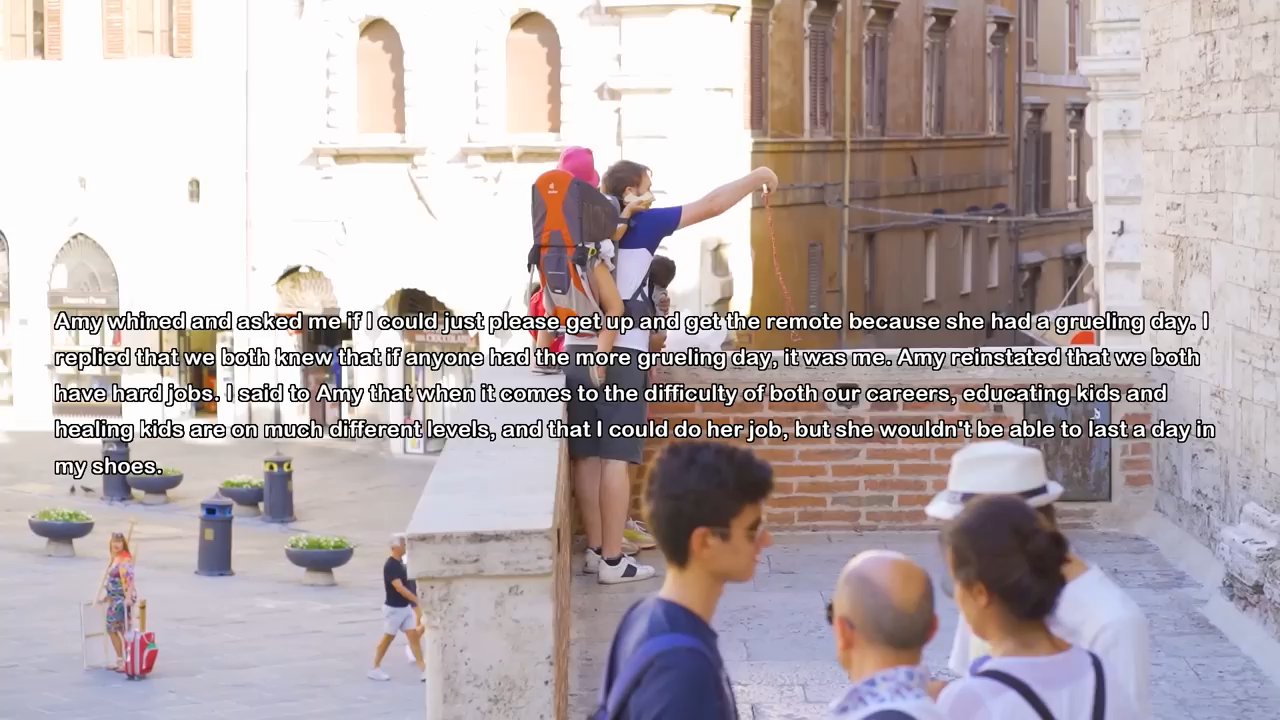 Amy whined and asked me if I could just please get up and get the remote because she had a grueling day. I
replied that we both knew that if anyone had the more grueling day, it was me. Amy reinstated that we both
have hard jobs. I said to Amy that when it comes to the difficulty of both our careers, educating kids and
healing kids are on much different levels, and that I could do her job, but she wouldn't be able to last a day in
my shoes.